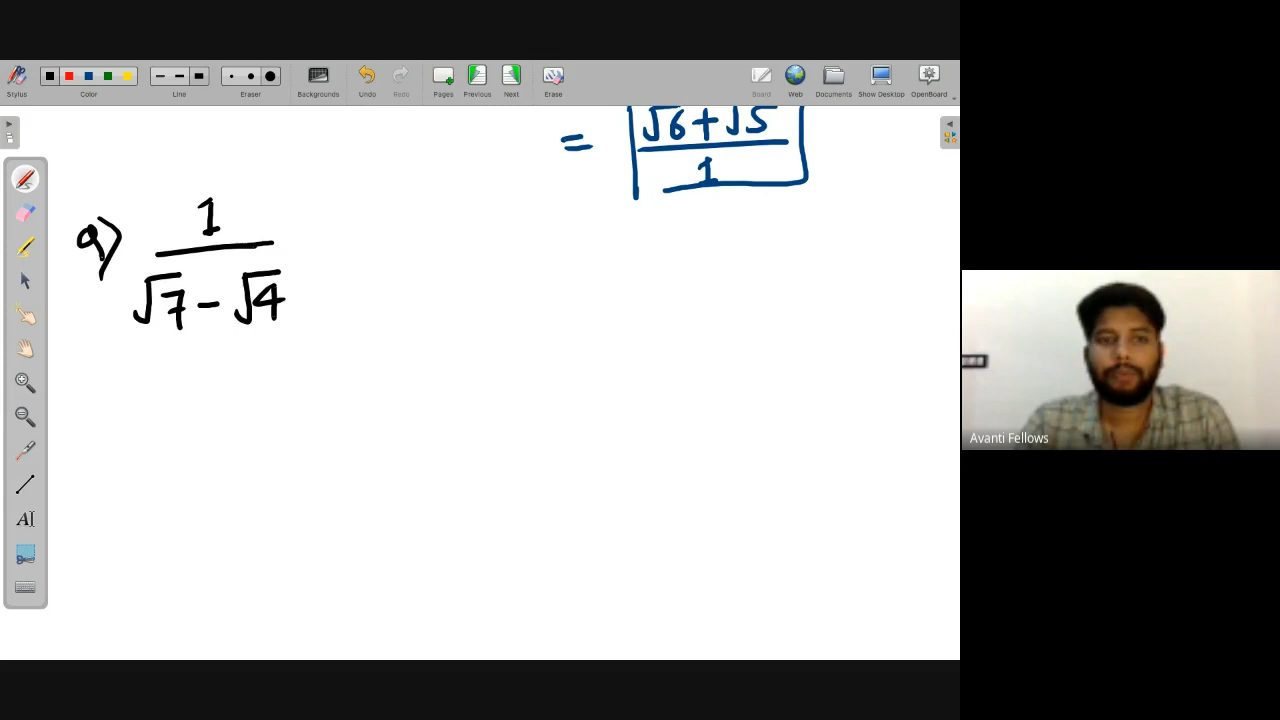 Stylus Color Line Eraser Backgrounds Undo Redo Pages Previous Next Erase Board Web Documents Show Desktop OpenBoard
= √6+√5 / 1
Q) 1 / √7 − √4
AI
Avanti Fellows